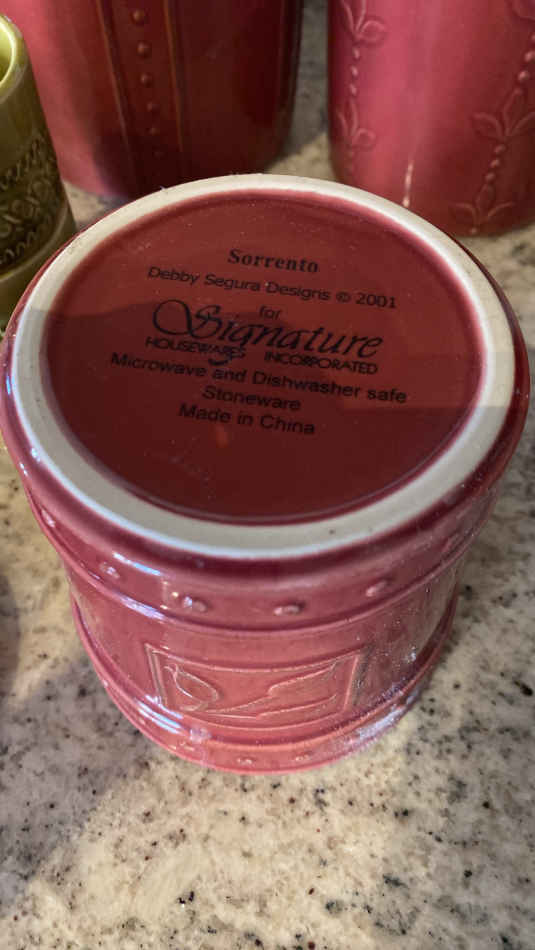 Sorrento
Debby Segura Designs © 2001
for
Signature
HOUSEWARES INCORPORATED
Microwave and Dishwasher safe
Stoneware
Made in China